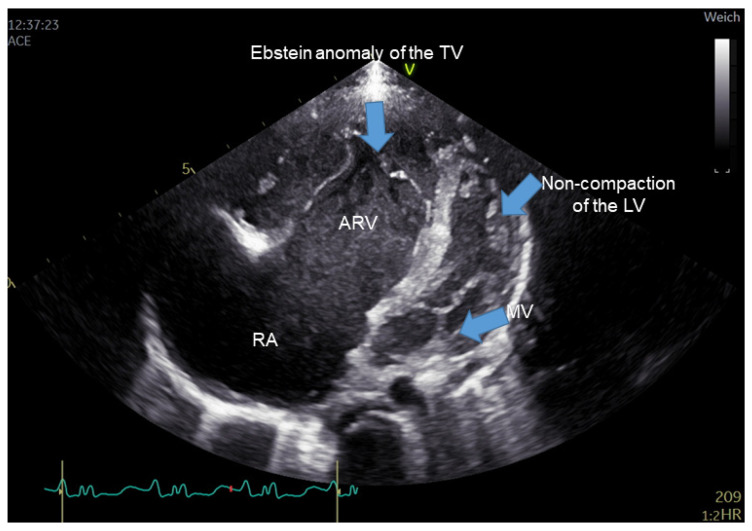 12:37:23
ACE
Weich
Ebstein anomaly of the TV
V
5
Non-compaction
of the LV
ARV
MV
RA
209
1:2HR